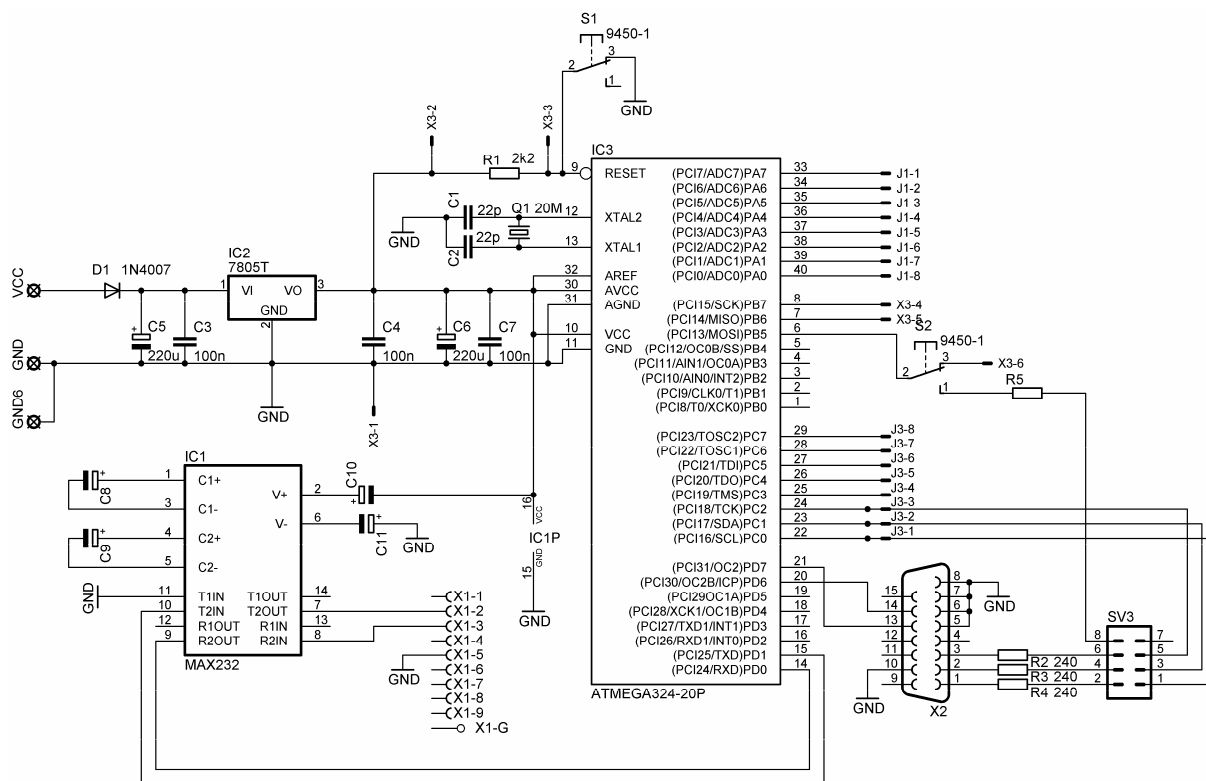 S1
9450-1
3
2
1
GND
X3-2
X3-3
R1 2k2
9
IC3
RESET
(PCI7/ADC7)PA7 33 J1-1
(PCI6/ADC6)PA6 34 J1-2
(PCI5/ADC5)PA5 35 J1 3
(PCI4/ADC4)PA4 36 J1-4
(PCI3/ADC3)PA3 37 J1-5
(PCI2/ADC2)PA2 38 J1-6
(PCI1/ADC1)PA1 39 J1-7
(PCI0/ADC0)PA0 40 J1-8
C1
22p
Q1 20M
12
XTAL2
GND
C2
22p
13
XTAL1
32 AREF
30 AVCC
31 AGND
10 VCC
11 GND
VCC
D1 1N4007
IC2
7805T
1 VI VO 3
GND
2
C5
220u
C3
100n
C4
100n
C6
220u
C7
100n
GND
GND6
GND
X3-1
(PCI15/SCK)PB7 8 X3-4
(PCI14/MISO)PB6 7 X3-5
(PCI13/MOSI)PB5 6
(PCI12/OC0B/SS)PB4 5
(PCI11/AIN1/OC0A)PB3 4
(PCI10/AIN0/INT2)PB2 3
(PCI9/CLK0/T1)PB1 2
(PCI8/T0/XCK0)PB0 1
S2
9450-1
2
3 X3-6
1
R5
(PCI23/TOSC2)PC7 29 J3-8
(PCI22/TOSC1)PC6 28 J3-7
(PCI21/TDI)PC5 27 J3-6
(PCI20/TDO)PC4 26 J3-5
(PCI19/TMS)PC3 25 J3-4
(PCI18/TCK)PC2 24 J3-3
(PCI17/SDA)PC1 23 J3-2
(PCI16/SCL)PC0 22 J3-1
IC1
C8
1 C1+
3 C1-
C9
4 C2+
5 C2-
V+ 2
C10
V- 6
C11
GND
16
VCC
IC1P
GND
15
GND
GND
11 T1IN T1OUT 14
10 T2IN T2OUT 7
12 R1OUT R1IN 13
9 R2OUT R2IN 8
MAX232
X1-1
X1-2
X1-3
X1-4
X1-5
X1-6
X1-7
X1-8
X1-9
X1-G
GND
(PCI31/OC2)PD7 21
(PCI30/OC2B/ICP)PD6 20
(PCI29OC1A)PD5 19
(PCI28/XCK1/OC1B)PD4 18
(PCI27/TXD1/INT1)PD3 17
(PCI26/RXD1/INT0)PD2 16
(PCI25/TXD)PD1 15
(PCI24/RXD)PD0 14
ATMEGA324-20P
15
14
13
12
11
10
9
8
7
6
5
4
3
2
1
GND
GND
X2
R2 240
R3 240
R4 240
SV3
8 7
6 5
4 3
2 1